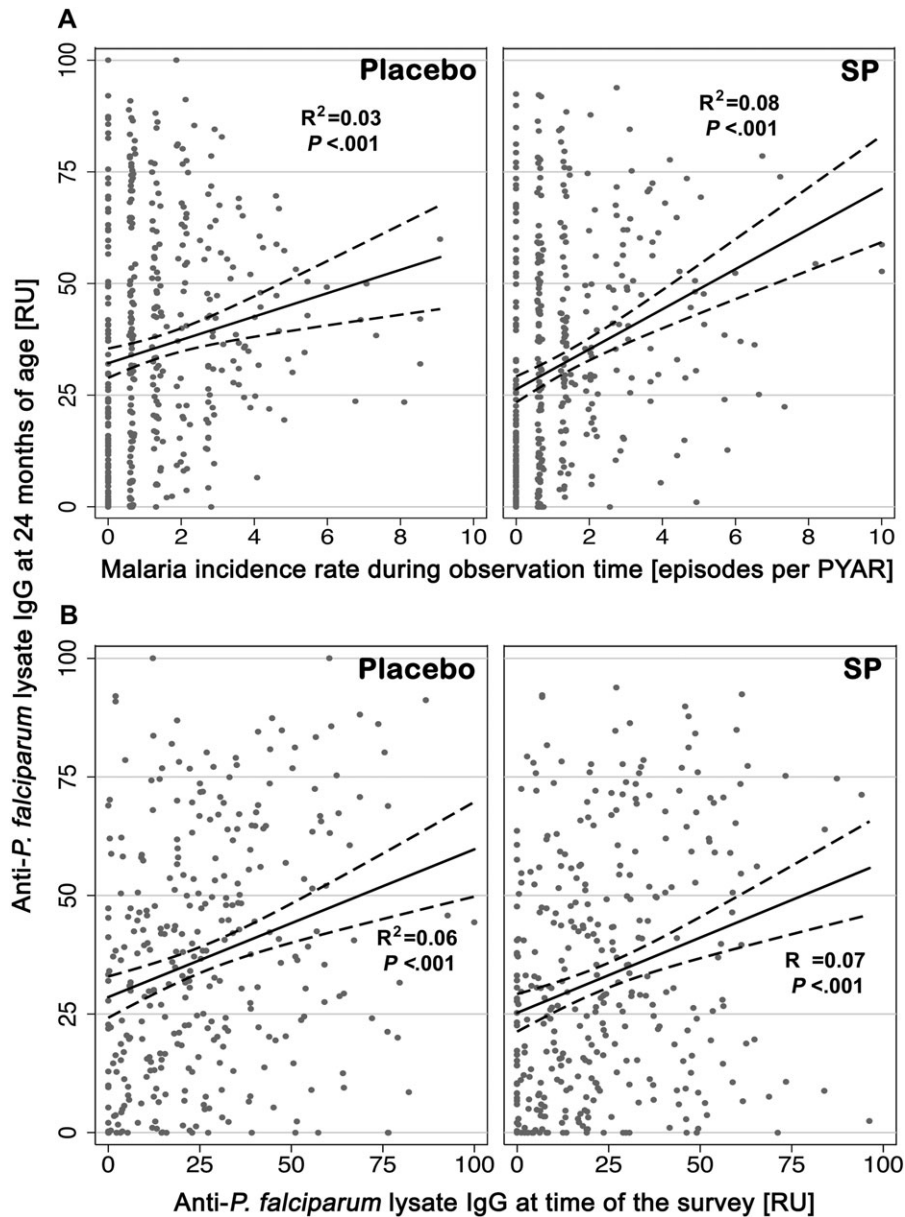 A
Placebo
SP
R²=0.03
P <.001
R²=0.08
P <.001
100
75
50
25
0
0 2 4 6 8 10
0 2 4 6 8 10
Malaria incidence rate during observation time [episodes per PYAR]
Anti-P. falciparum lysate IgG at 24 months of age [RU]
B
Placebo
SP
R²=0.06
P <.001
R =0.07
P <.001
100
75
50
25
0
0 25 50 75 100
0 25 50 75 100
Anti-P. falciparum lysate IgG at time of the survey [RU]